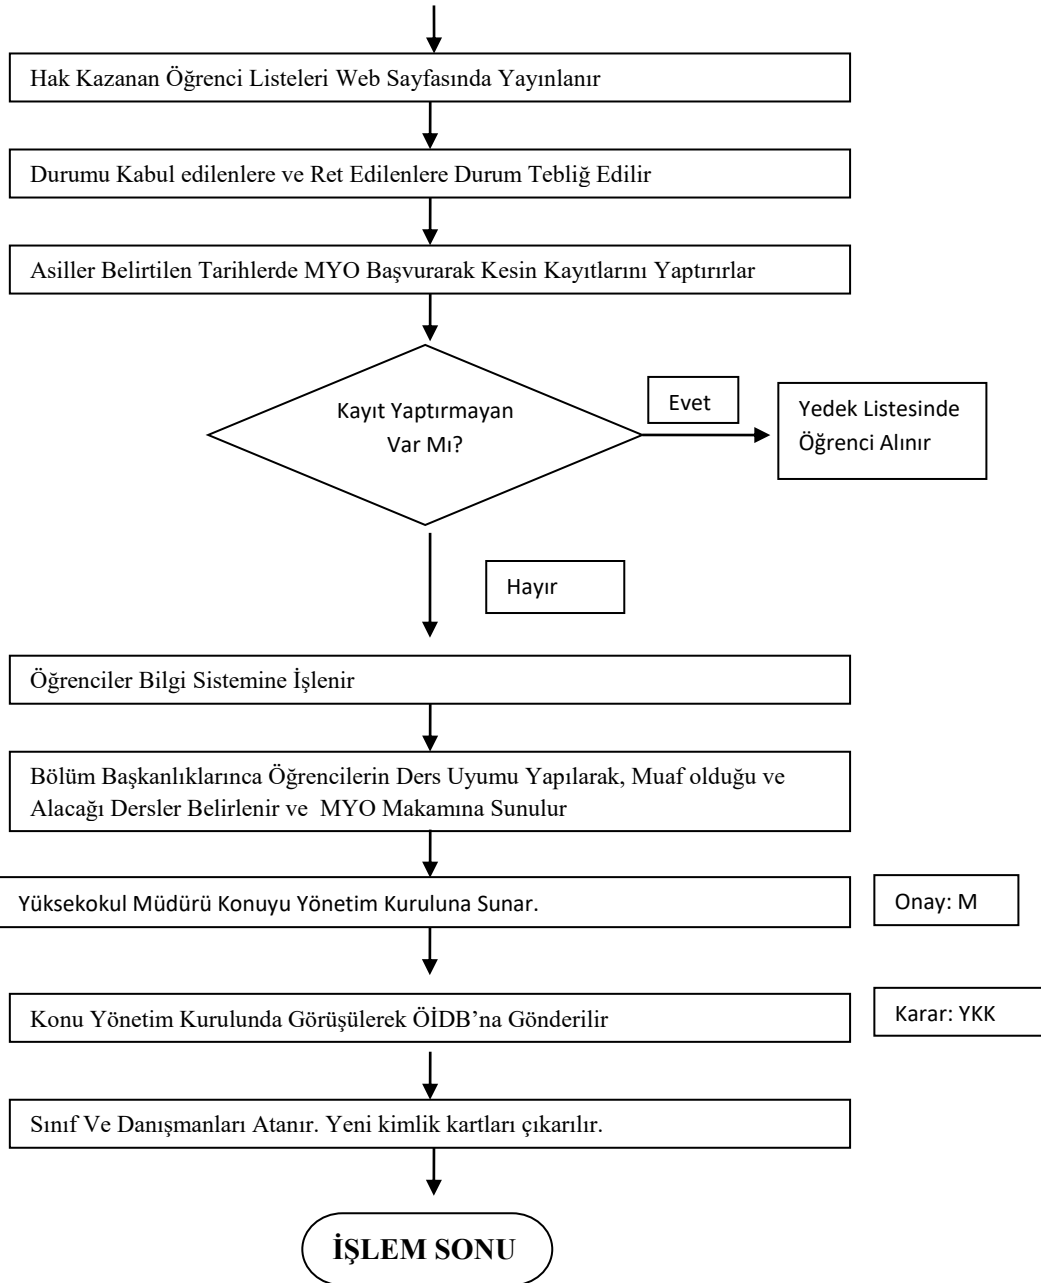 Hak Kazanan Öğrenci Listeleri Web Sayfasında Yayınlanır
Durumu Kabul edilenlere ve Ret Edilenlere Durum Tebliğ Edilir
Asiller Belirtilen Tarihlerde MYO Başvurarak Kesin Kayıtlarını Yaptırırlar
Kayıt Yaptırmayan
Var Mı?
Evet
Yedek Listesinde
Öğrenci Alınır
Hayır
Öğrenciler Bilgi Sistemine İşlenir
Bölüm Başkanlıklarınca Öğrencilerin Ders Uyumu Yapılarak, Muaf olduğu ve
Alacağı Dersler Belirlenir ve MYO Makamına Sunulur
Yüksekokul Müdürü Konuyu Yönetim Kuruluna Sunar.
Onay: M
Konu Yönetim Kurulunda Görüşülerek ÖİDB’na Gönderilir
Karar: YKK
Sınıf Ve Danışmanları Atanır. Yeni kimlik kartları çıkarılır.
İŞLEM SONU